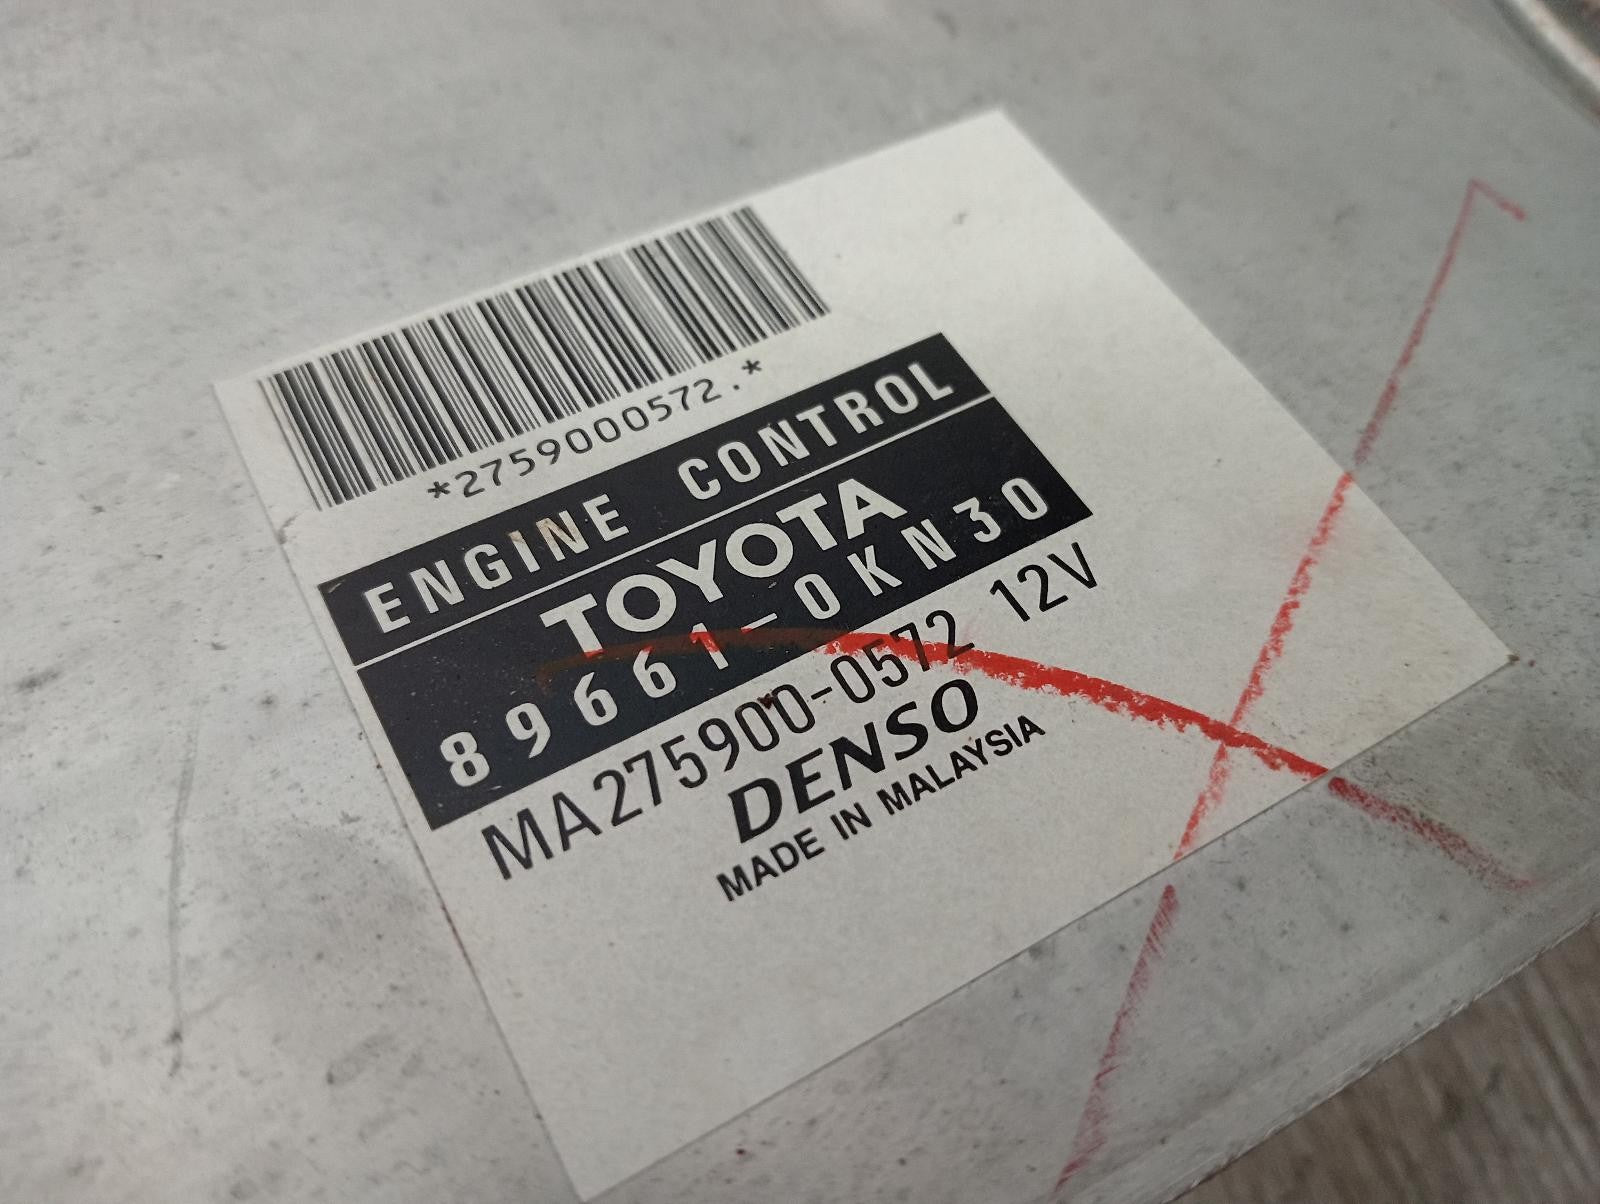 *2759000572.*
ENGINE CONTROL
TOYOTA
89661-0KN30
MA275900-0572 12V
DENSO
MADE IN MALAYSIA